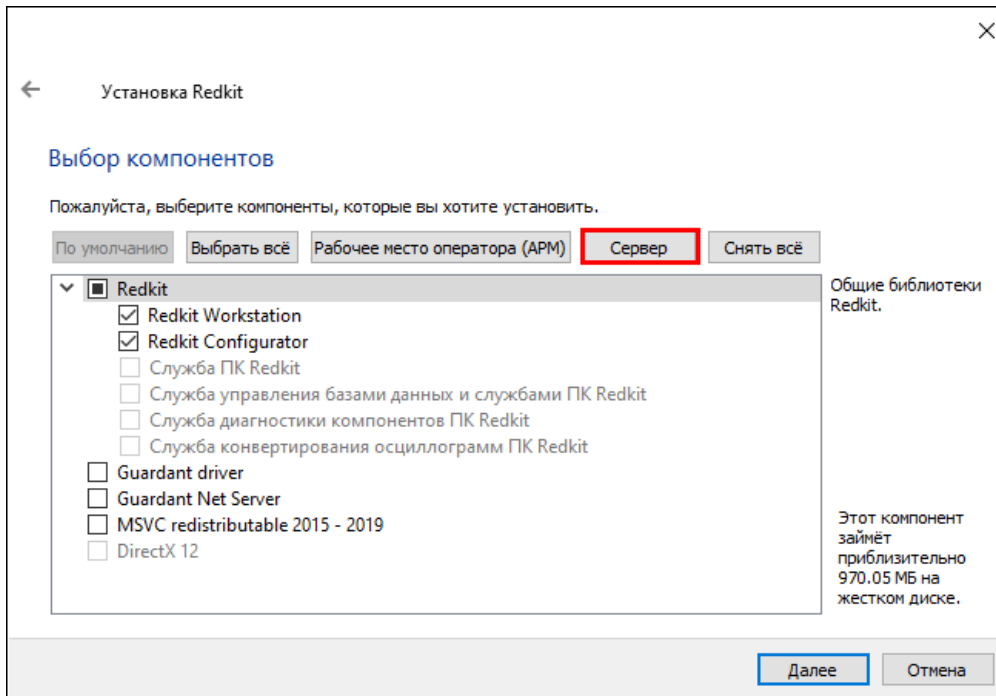 Установка Redkit
Выбор компонентов
Пожалуйста, выберите компоненты, которые вы хотите установить.
По умолчанию Выбрать всё Рабочее место оператора (АРМ) Сервер Снять всё
Redkit
Redkit Workstation
Redkit Configurator
Служба ПК Redkit
Служба управления базами данных и службами ПК Redkit
Служба диагностики компонентов ПК Redkit
Служба конвертирования осциллограмм ПК Redkit
Guardant driver
Guardant Net Server
MSVC redistributable 2015 - 2019
DirectX 12
Общие библиотеки
Redkit.
Этот компонент
займёт
приблизительно
970.05 МБ на
жестком диске.
Далее Отмена